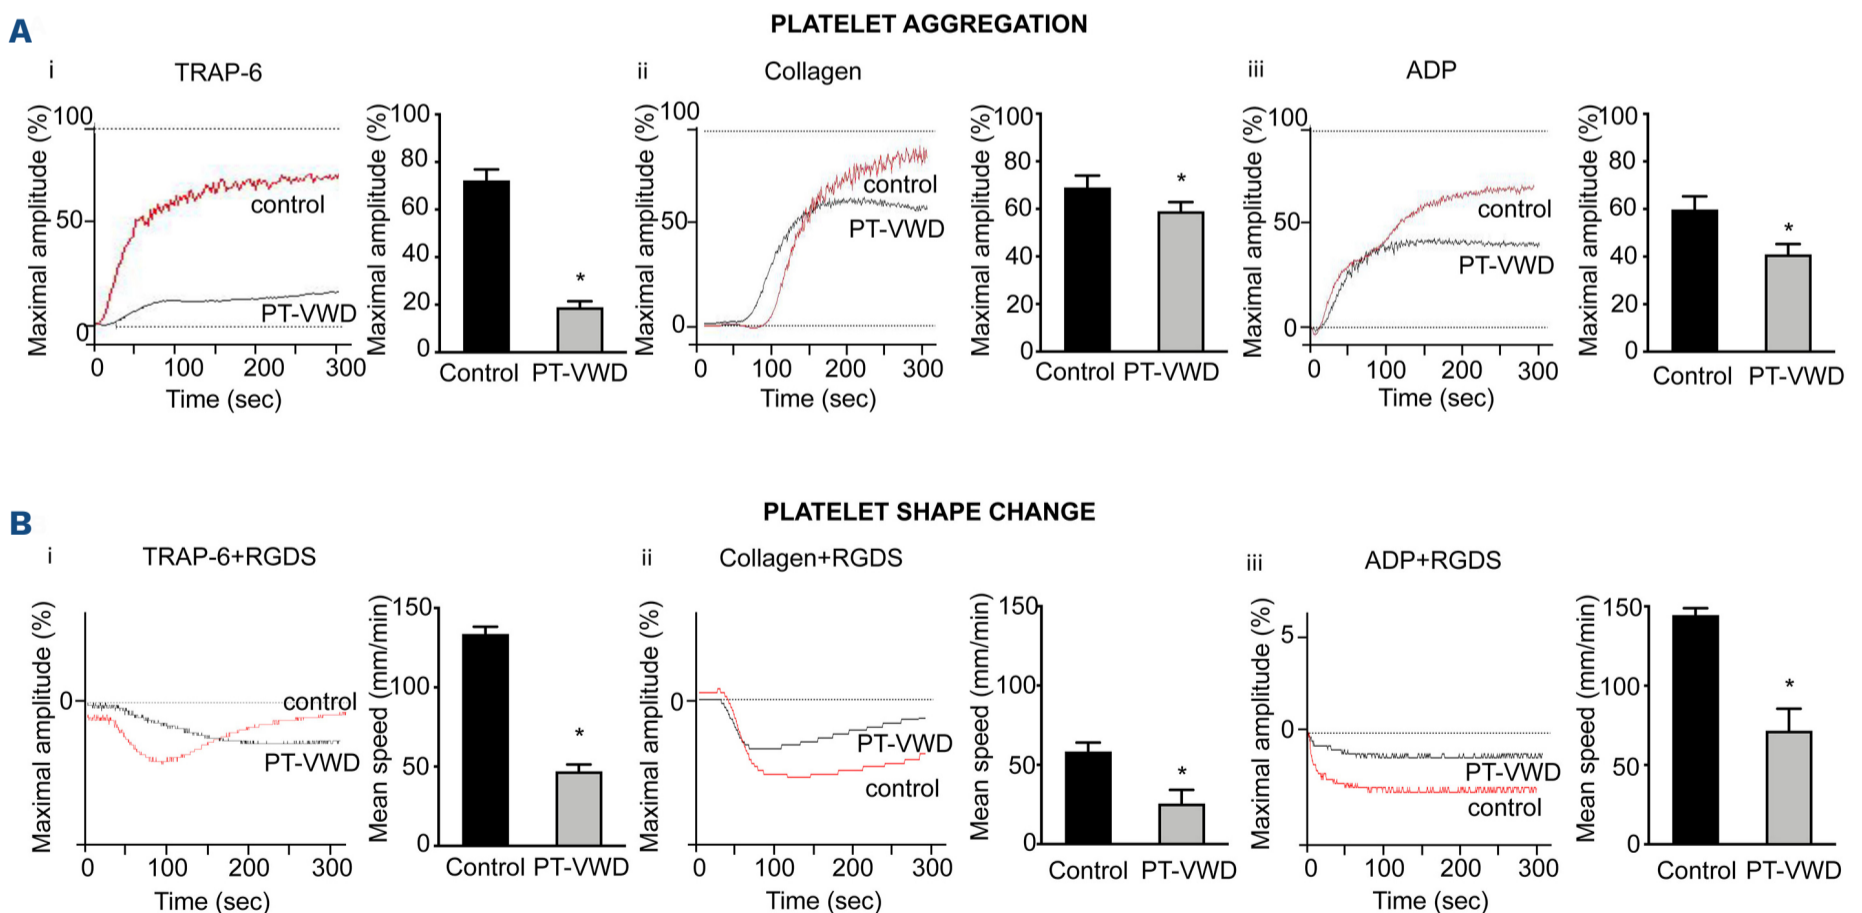 A
PLATELET AGGREGATION
i
TRAP-6
Maximal amplitude (%)
100
50
0
control
PT-VWD
0 100 200 300
Time (sec)
Maximal amplitude (%)
100
80
60
40
20
0
*
Control PT-VWD
ii
Collagen
Maximal amplitude (%)
100
50
0
control
PT-VWD
0 100 200 300
Time (sec)
Maximal amplitude (%)
100
80
60
40
20
0
*
Control PT-VWD
iii
ADP
Maximal amplitude (%)
100
50
0
control
PT-VWD
0 100 200 300
Time (sec)
Maximal amplitude (%)
100
80
60
40
20
0
*
Control PT-VWD
B
PLATELET SHAPE CHANGE
i
TRAP-6+RGDS
Maximal amplitude (%)
0
control
PT-VWD
0 100 200 300
Time (sec)
Mean speed (mm/min)
150
100
50
0
*
Control PT-VWD
ii
Collagen+RGDS
Maximal amplitude (%)
0
PT-VWD
control
0 100 200 300
Time (sec)
Mean speed (mm/min)
150
100
50
0
*
Control PT-VWD
iii
ADP+RGDS
Maximal amplitude (%)
5
0
PT-VWD
control
0 100 200 300
Time (sec)
Mean speed (mm/min)
150
100
50
0
*
Control PT-VWD